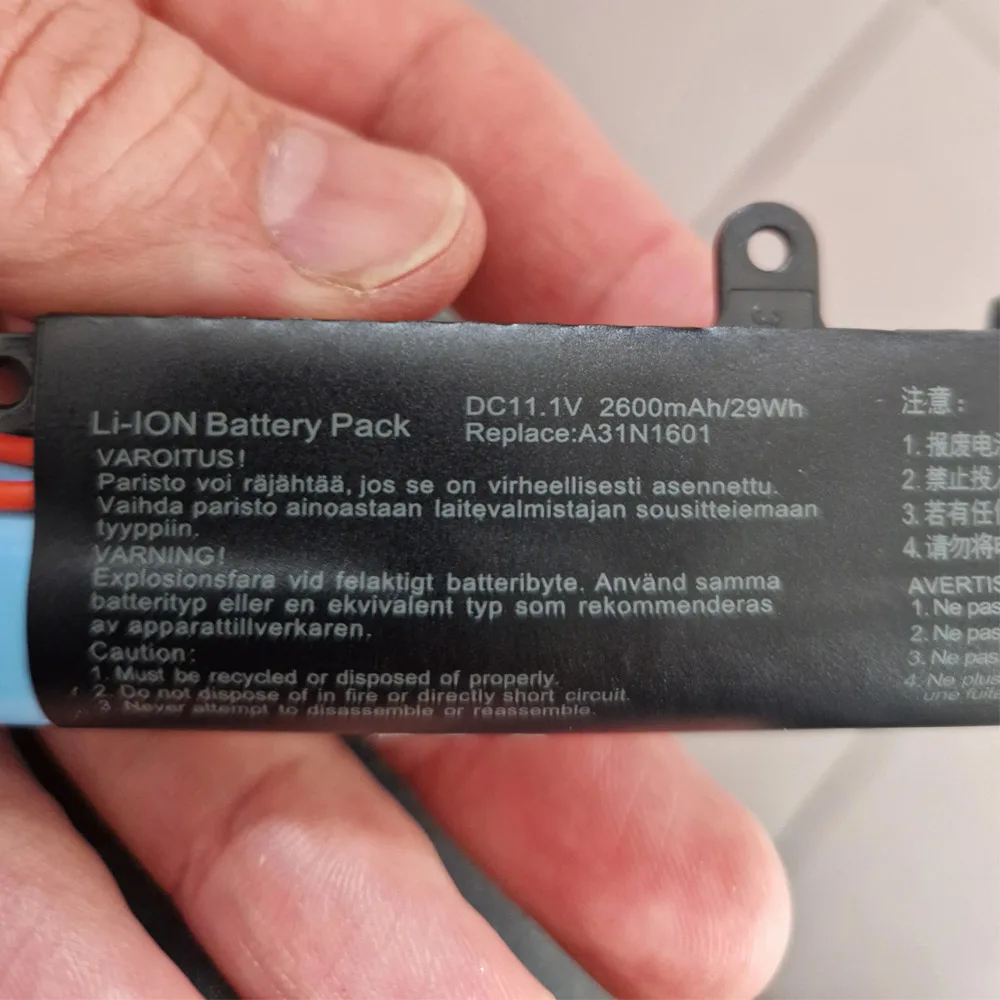 Li-ION Battery Pack
DC11.1V 2600mAh/29Wh
Replace:A31N1601
VAROITUS!
Paristo voi räjähtää, jos se on virheellisesti asennettu.
Vaihda paristo ainoastaan laitevalmistajan sousitteiemaan
tyyppiin.
VARNING!
Explosionsfara vid felaktigt batteribyte. Använd samma
batterityp eller en ekvivalent typ som rekommenderas
av apparattillverkaren.
Caution:
1. Must be recycled or disposed of properly.
2. Do not dispose of in fire or directly short circuit.
3. Never attempt to disassemble or reassemble.
注意：
1. 报废电
2. 禁止投
3. 若有任
4. 请勿将
AVERTIS
1. Ne pas
2. Ne pas
3. Ne pas
4. Ne plus
une fuite